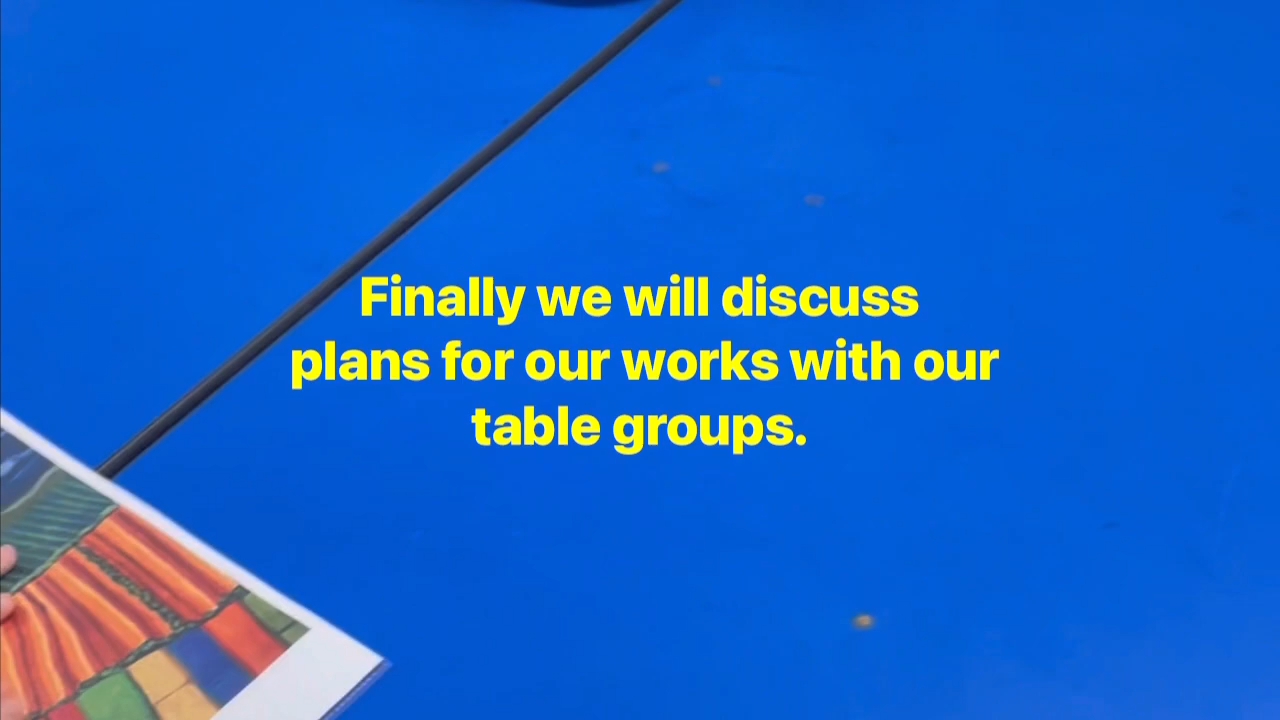 Finally we will discuss
plans for our works with our
table groups.